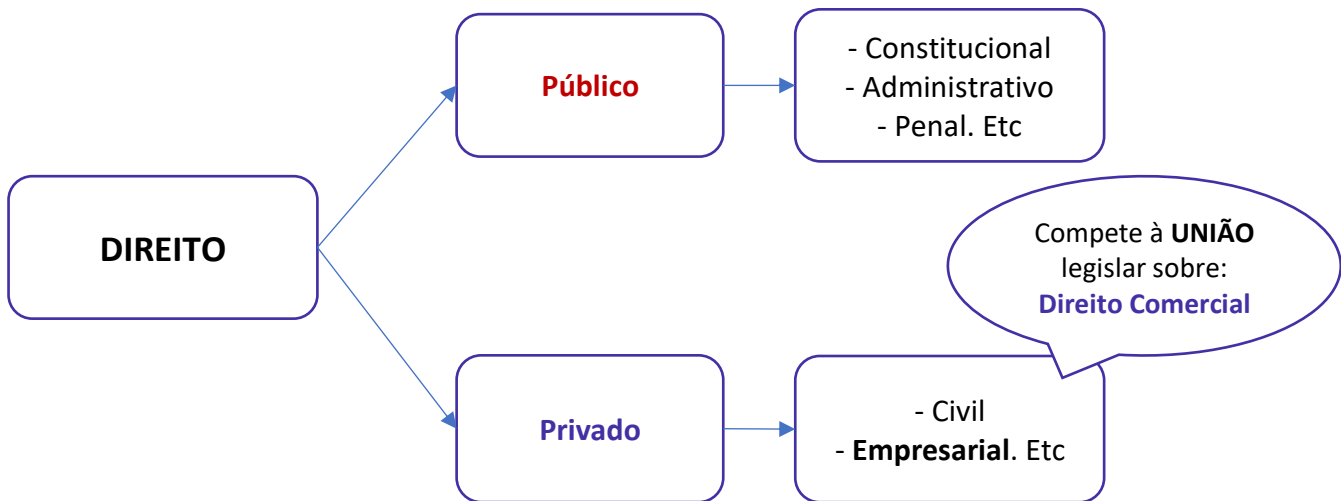 DIREITO
Público
- Constitucional
- Administrativo
- Penal. Etc
Compete à UNIÃO
legislar sobre:
Direito Comercial
Privado
- Civil
- Empresarial. Etc